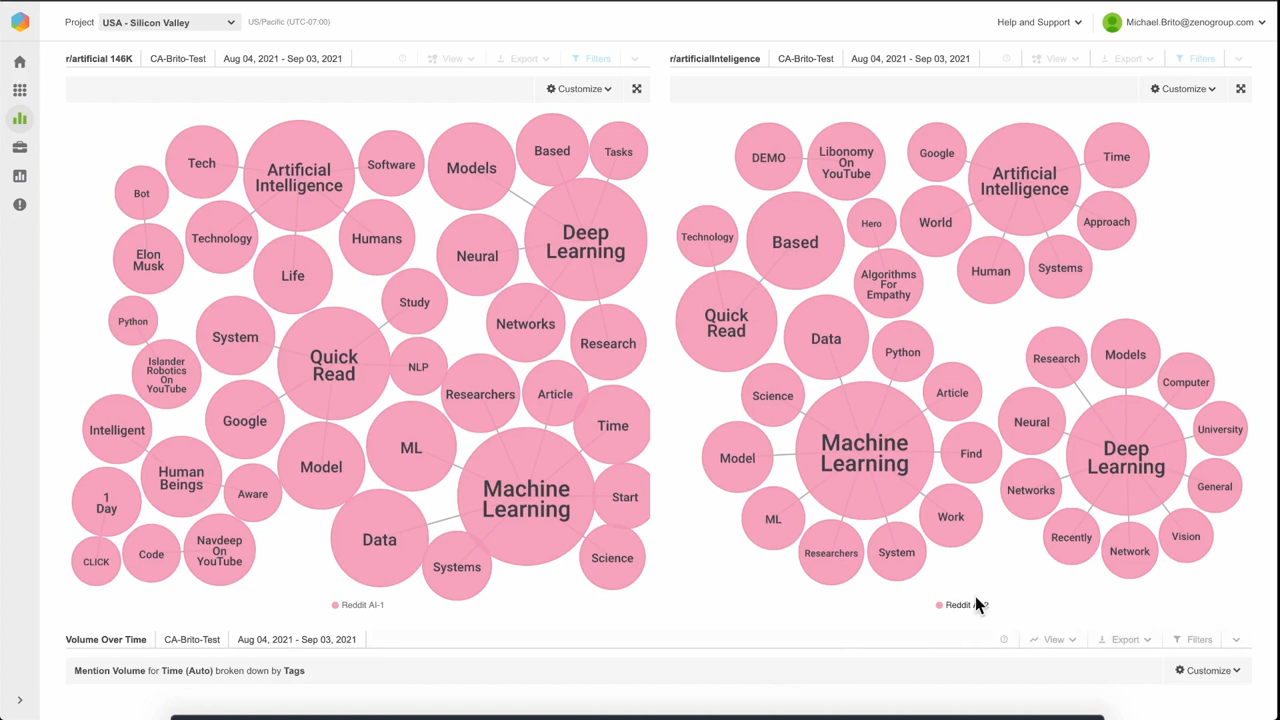 Project
USA - Silicon Valley
US/Pacific (UTC-07:00)
Help and Support
Michael.Brito@zenogroup.com
r/artificial 146K
CA-Brito-Test
Aug 04, 2021 - Sep 03, 2021
View
Export
Filters
Customize
Tech
Artificial
Intelligence
Software
Models
Based
Tasks
Bot
Technology
Humans
Deep
Learning
Elon
Musk
Life
Neural
Study
Python
System
Networks
Research
Quick
Read
Islander
Robotics
On
YouTube
NLP
Researchers
Article
Google
Time
Intelligent
ML
Human
Beings
Model
Machine
Learning
Start
Aware
1
Day
Data
Code
Navdeep
On
YouTube
CLICK
Systems
Science
Reddit AI-1
r/artificialInteligence
CA-Brito-Test
Aug 04, 2021 - Sep 03, 2021
View
Export
Filters
Customize
DEMO
Libonomy
On
YouTube
Google
Artificial
Intelligence
Time
Technology
Based
Hero
World
Approach
Algorithms
For
Empathy
Human
Systems
Quick
Read
Data
Python
Research
Models
Computer
Science
Article
Neural
University
Machine
Learning
Model
Find
Deep
Learning
Networks
General
ML
Work
Researchers
System
Recently
Network
Vision
Reddit
Volume Over Time
CA-Brito-Test
Aug 04, 2021 - Sep 03, 2021
View
Export
Filters
Mention Volume for Time (Auto) broken down by Tags
Customize